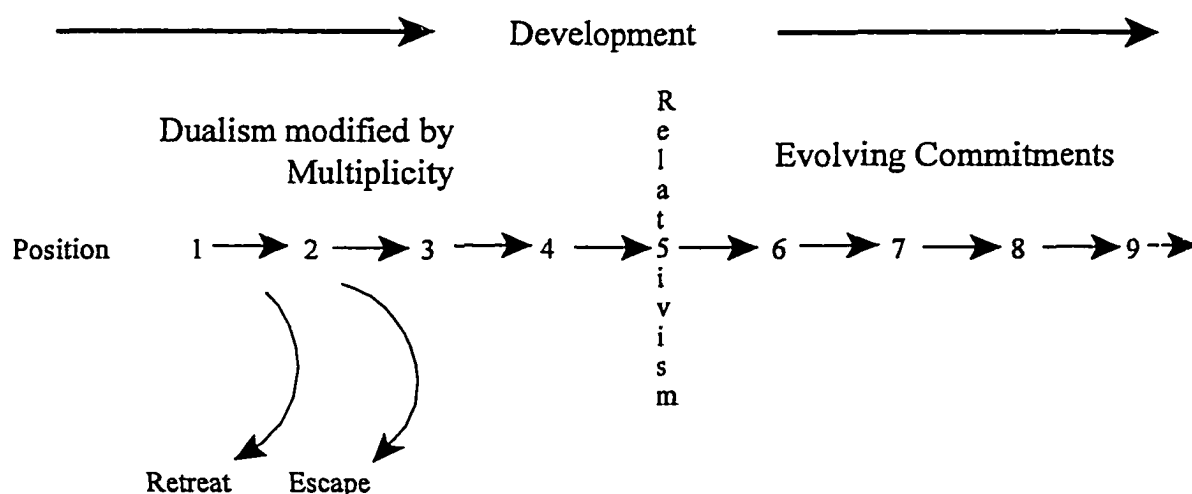 Development
Dualism modified by
Multiplicity
Evolving Commitments
Relativism
Position 1 2 3 4 5 6 7 8 9
Retreat Escape